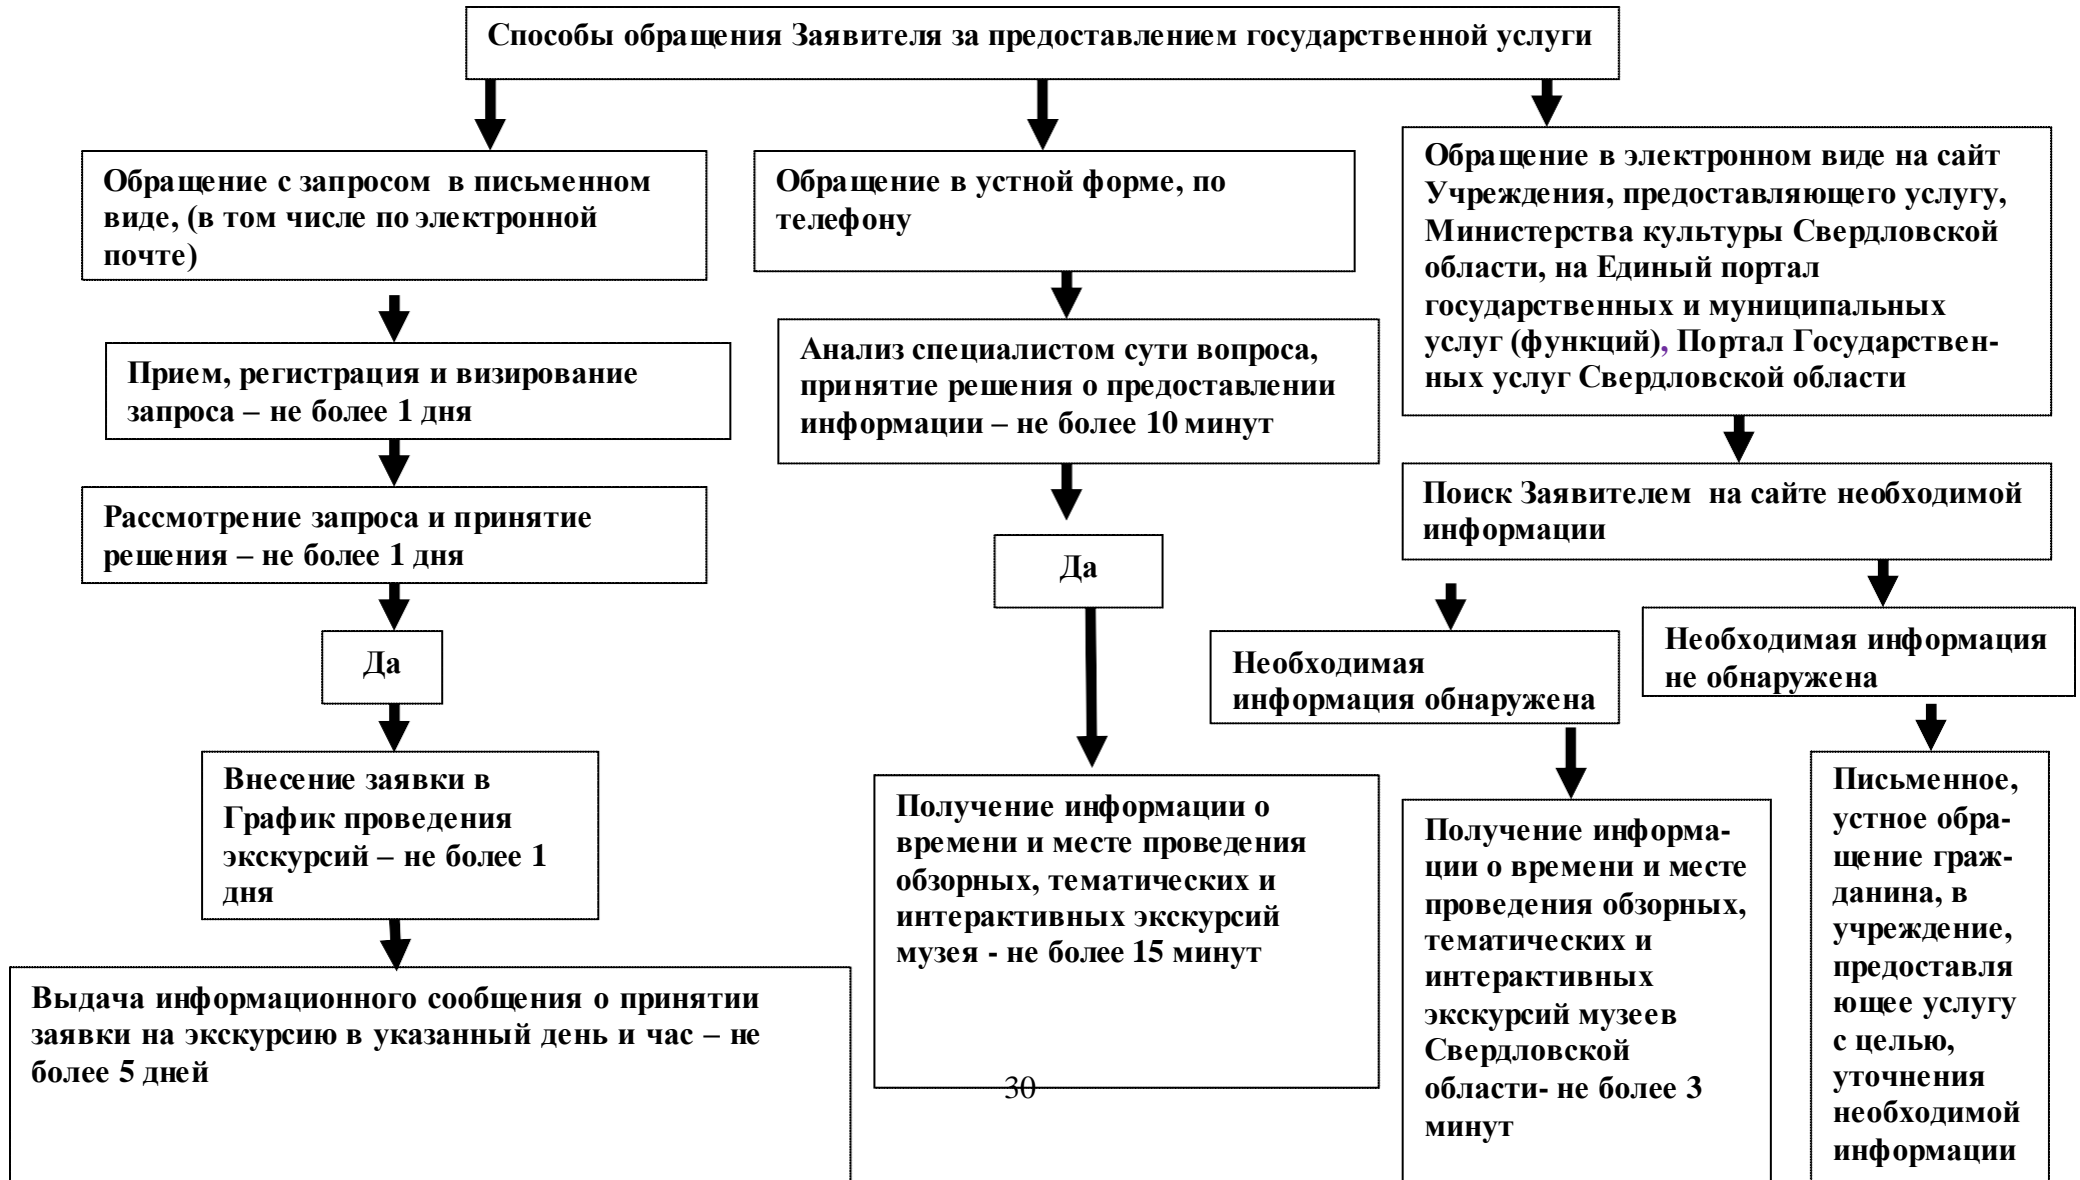 Способы обращения Заявителя за предоставлением государственной услуги
Обращение с запросом в письменном
виде, (в том числе по электронной
почте)
Прием, регистрация и визирование
запроса – не более 1 дня
Рассмотрение запроса и принятие
решения – не более 1 дня
Да
Внесение заявки в
График проведения
экскурсий – не более 1
дня
Выдача информационного сообщения о принятии
заявки на экскурсию в указанный день и час – не
более 5 дней
Обращение в устной форме, по
телефону
Анализ специалистом сути вопроса,
принятие решения о предоставлении
информации – не более 10 минут
Да
Получение информации о
времени и месте проведения
обзорных, тематических и
интерактивных экскурсий
музея - не более 15 минут
Обращение в электронном виде на сайт
Учреждения, предоставляющего услугу,
Министерства культуры Свердловской
области, на Единый портал
государственных и муниципальных
услуг (функций), Портал Государствен-
ных услуг Свердловской области
Поиск Заявителем на сайте необходимой
информации
Необходимая
информация обнаружена
Получение информа-
ции о времени и месте
проведения обзорных,
тематических и
интерактивных
экскурсий музеев
Свердловской
области- не более 3
минут
Необходимая информация
не обнаружена
Письменное,
устное обра-
щение граж-
данина, в
учреждение,
предоставля
ющее услугу
с целью,
уточнения
необходимой
информации
30